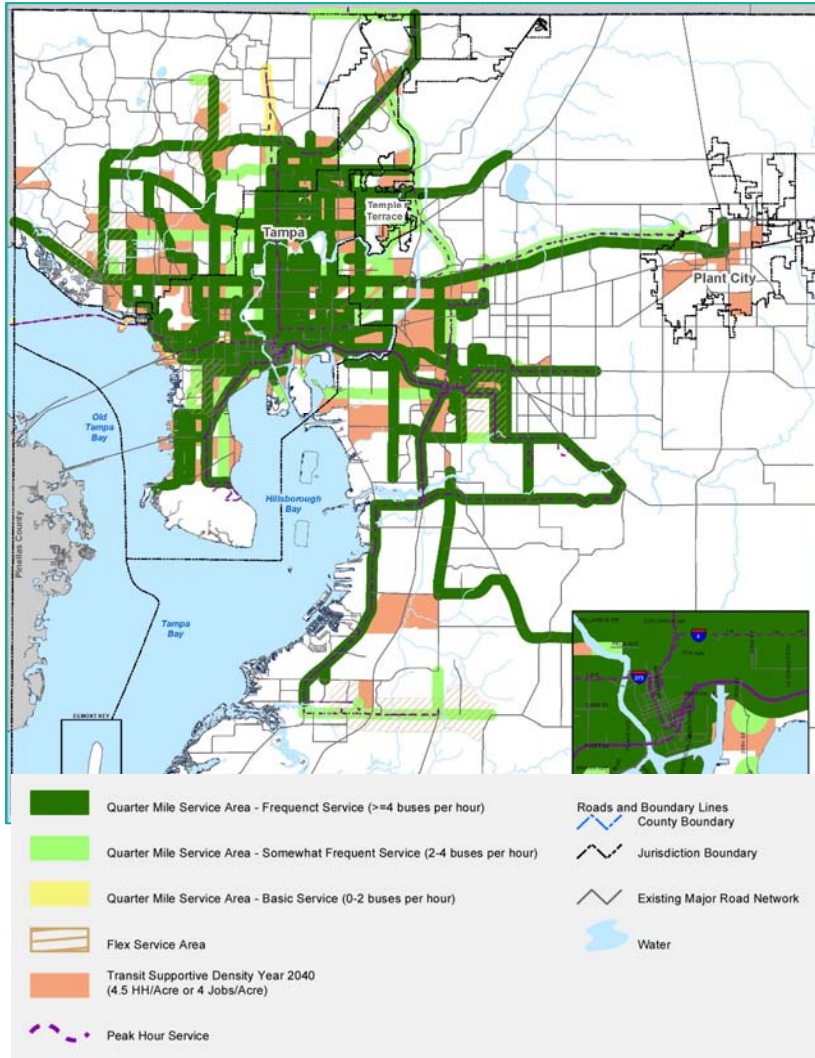 Temple
Terrace
Tampa
Plant City
Old
Tampa
Bay
Hillsborough
Bay
Pinellas County
Tampa
Bay
EGMONT KEY
4
275
Quarter Mile Service Area - Frequenct Service (>=4 buses per hour)
Quarter Mile Service Area - Somewhat Frequent Service (2-4 buses per hour)
Quarter Mile Service Area - Basic Service (0-2 buses per hour)
Flex Service Area
Transit Supportive Density Year 2040
(4.5 HH/Acre or 4 Jobs/Acre)
Peak Hour Service
Roads and Boundary Lines
County Boundary
Jurisdiction Boundary
Existing Major Road Network
Water